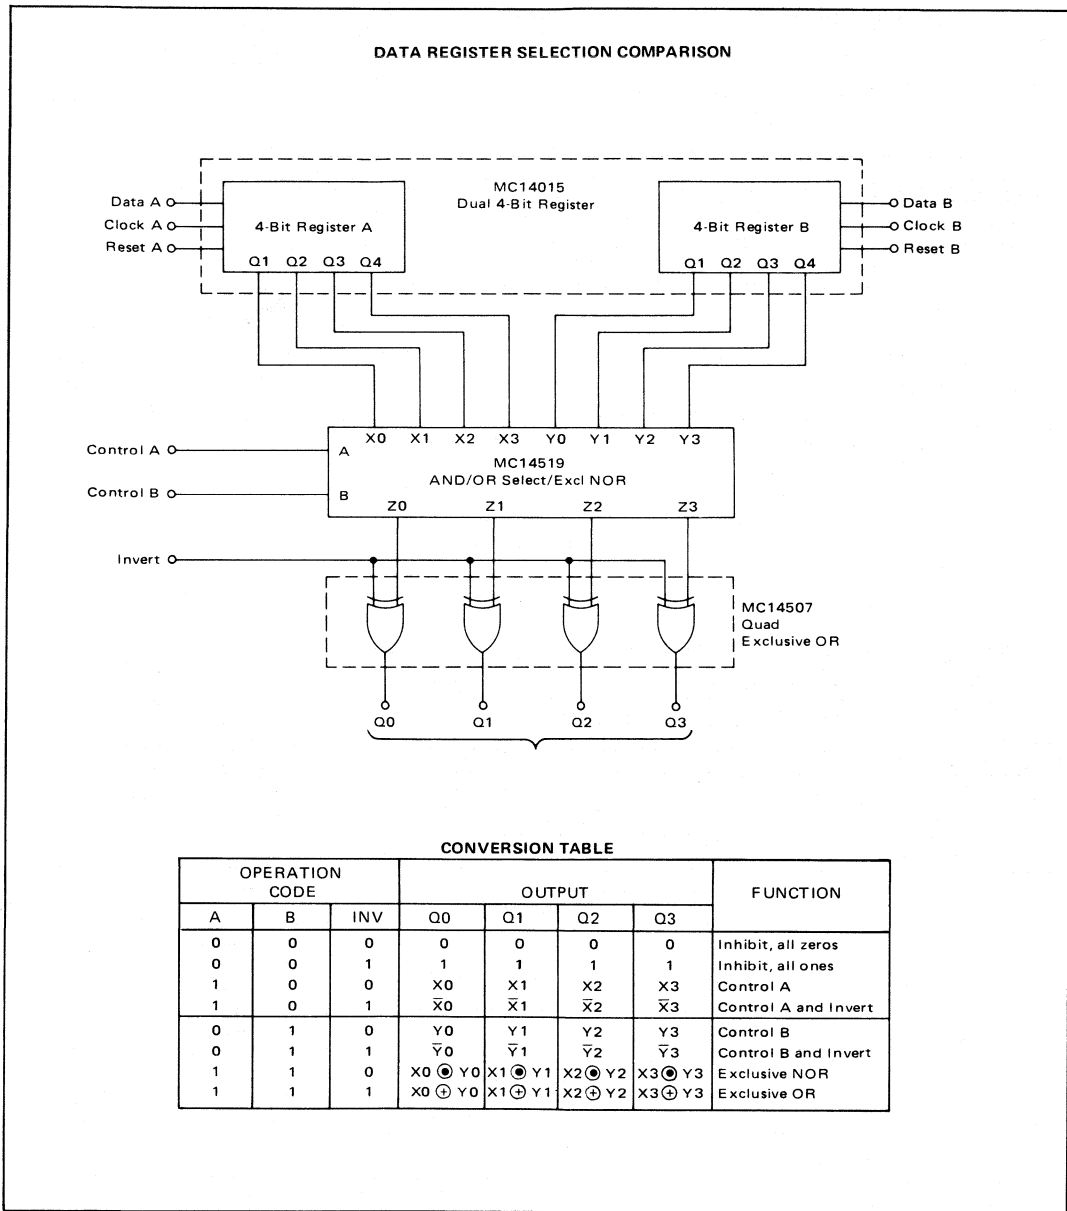 DATA REGISTER SELECTION COMPARISON
MC14015
Dual 4-Bit Register
Data A
Clock A
Reset A
4-Bit Register A
Q1 Q2 Q3 Q4
4-Bit Register B
Q1 Q2 Q3 Q4
Data B
Clock B
Reset B
Control A
Control B
X0 X1 X2 X3 Y0 Y1 Y2 Y3
A
MC14519
AND/OR Select/Excl NOR
B
Z0 Z1 Z2 Z3
Invert
MC14507
Quad
Exclusive OR
Q0 Q1 Q2 Q3
CONVERSION TABLE
OPERATION CODE OUTPUT FUNCTION
A B INV Q0 Q1 Q2 Q3
0 0 0 0 0 0 0 Inhibit, all zeros
0 0 1 1 1 1 1 Inhibit, all ones
1 0 0 X0 X1 X2 X3 Control A
1 0 1 X̅0 X̅1 X̅2 X̅3 Control A and Invert
0 1 0 Y0 Y1 Y2 Y3 Control B
0 1 1 Y̅0 Y̅1 Y̅2 Y̅3 Control B and Invert
1 1 0 X0 ⊙ Y0 X1 ⊙ Y1 X2 ⊙ Y2 X3 ⊙ Y3 Exclusive NOR
1 1 1 X0 ⊕ Y0 X1 ⊕ Y1 X2 ⊕ Y2 X3 ⊕ Y3 Exclusive OR